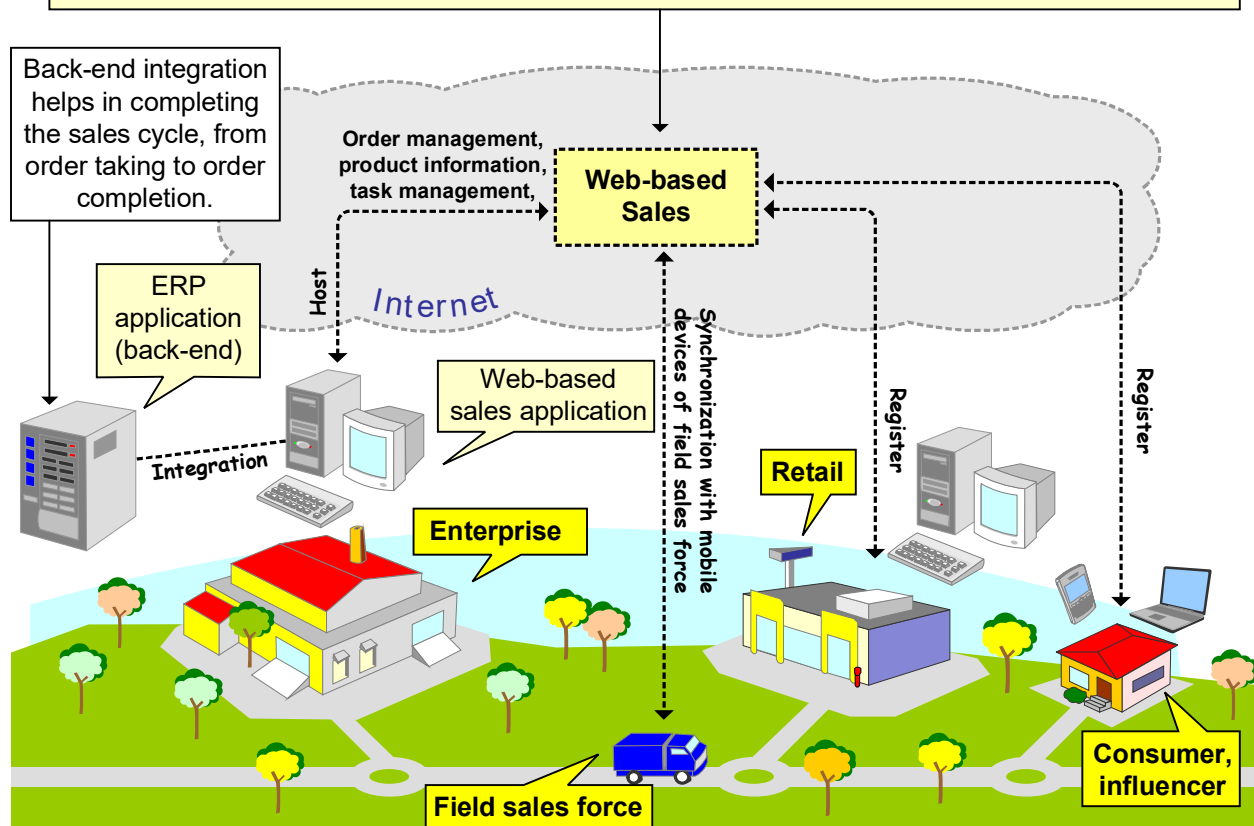 Back-end integration
helps in completing
the sales cycle, from
order taking to order
completion.
Order management,
product information,
task management,
Web-based
Sales
ERP
application
(back-end)
Host
Internet
Web-based
sales application
Integration
Synchronization with mobile
devices of field sales force
Register
Register
Retail
Enterprise
Consumer,
influencer
Field sales force